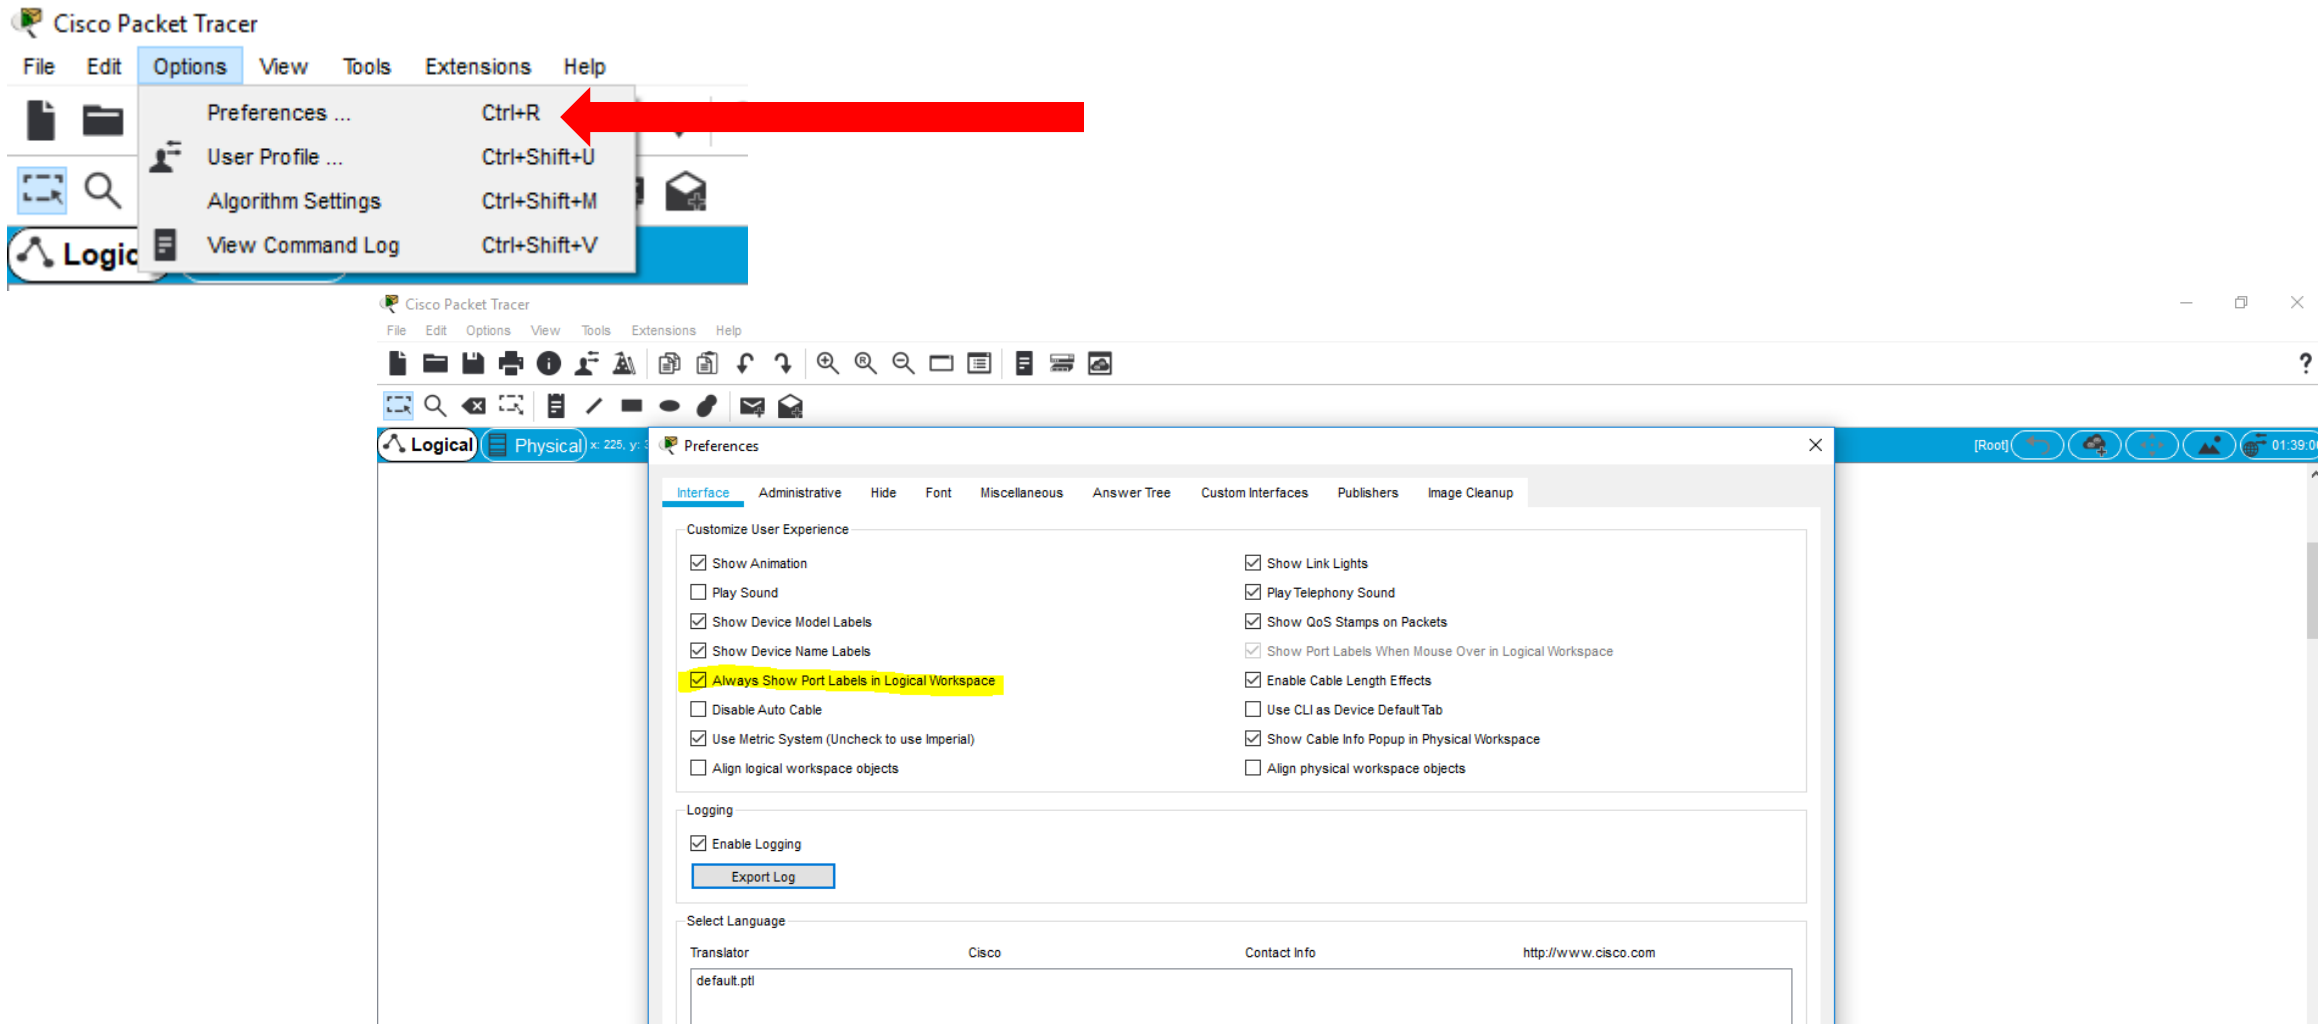 Cisco Packet Tracer
File Edit Options View Tools Extensions Help
Preferences ... Ctrl+R
User Profile ... Ctrl+Shift+U
Algorithm Settings Ctrl+Shift+M
View Command Log Ctrl+Shift+V
Logic
Cisco Packet Tracer
File Edit Options View Tools Extensions Help
?
Logical Physical x: 225, y: [Root] 01:39:0
Preferences
Interface Administrative Hide Font Miscellaneous Answer Tree Custom Interfaces Publishers Image Cleanup
Customize User Experience
Show Animation Show Link Lights
Play Sound Play Telephony Sound
Show Device Model Labels Show QoS Stamps on Packets
Show Device Name Labels Show Port Labels When Mouse Over in Logical Workspace
Always Show Port Labels in Logical Workspace Enable Cable Length Effects
Disable Auto Cable Use CLI as Device Default Tab
Use Metric System (Uncheck to use Imperial) Show Cable Info Popup in Physical Workspace
Align logical workspace objects Align physical workspace objects
Logging
Enable Logging
Export Log
Select Language
Translator Cisco Contact Info http://www.cisco.com
default.ptl